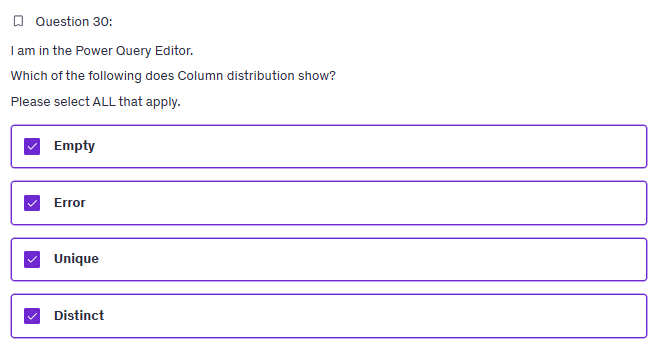 Question 30:
I am in the Power Query Editor.
Which of the following does Column distribution show?
Please select ALL that apply.
Empty
Error
Unique
Distinct